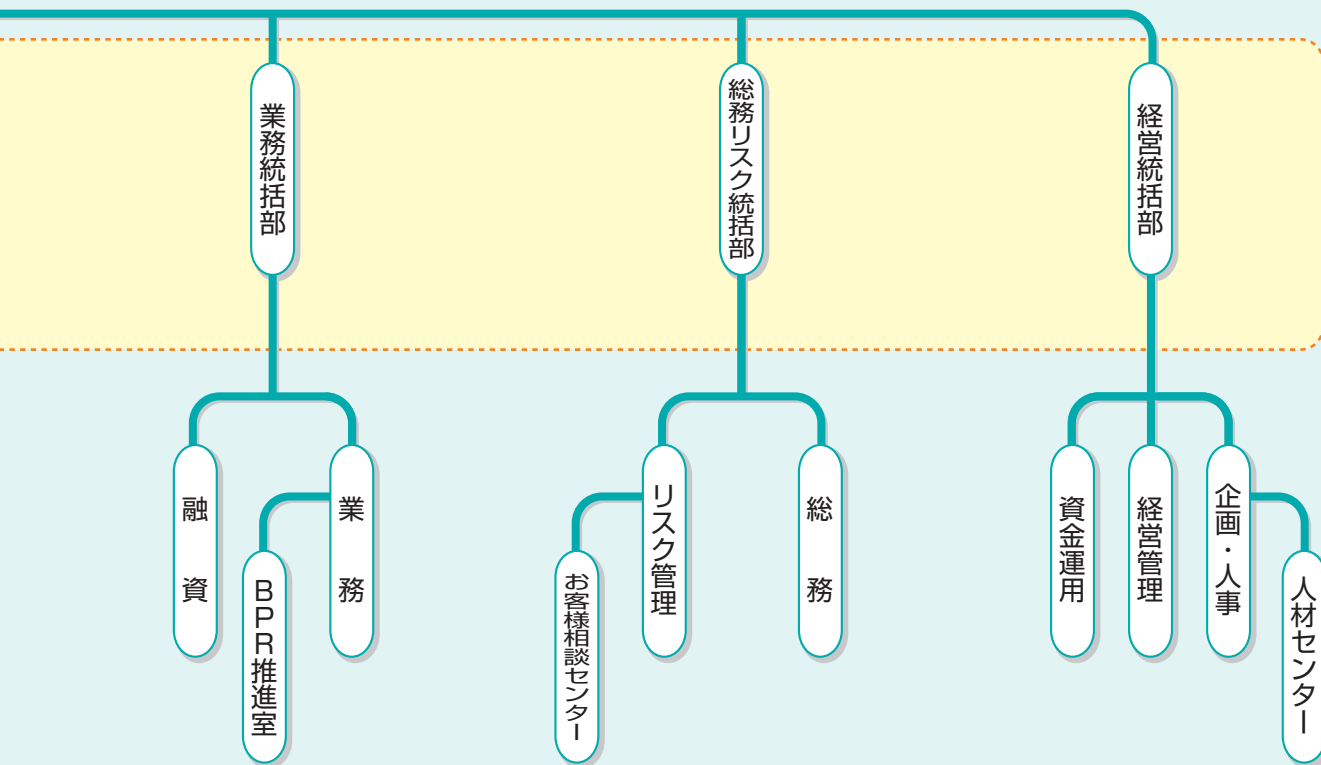 経営統括部
総務リスク統括部
業務統括部
企画・人事
経営管理
資金運用
人材センター
総務
リスク管理
お客様相談センター
業務
融資
BPR推進室